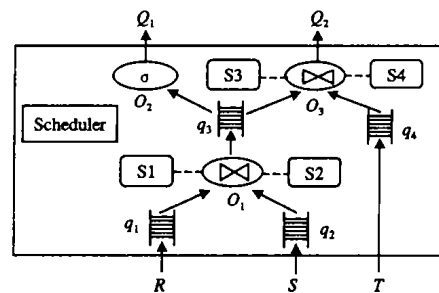 Q₁ Q₂
σ S3 S4
O₂ O₃
Scheduler q₃ q₄
S1 S2
O₁
q₁ q₂
R S T